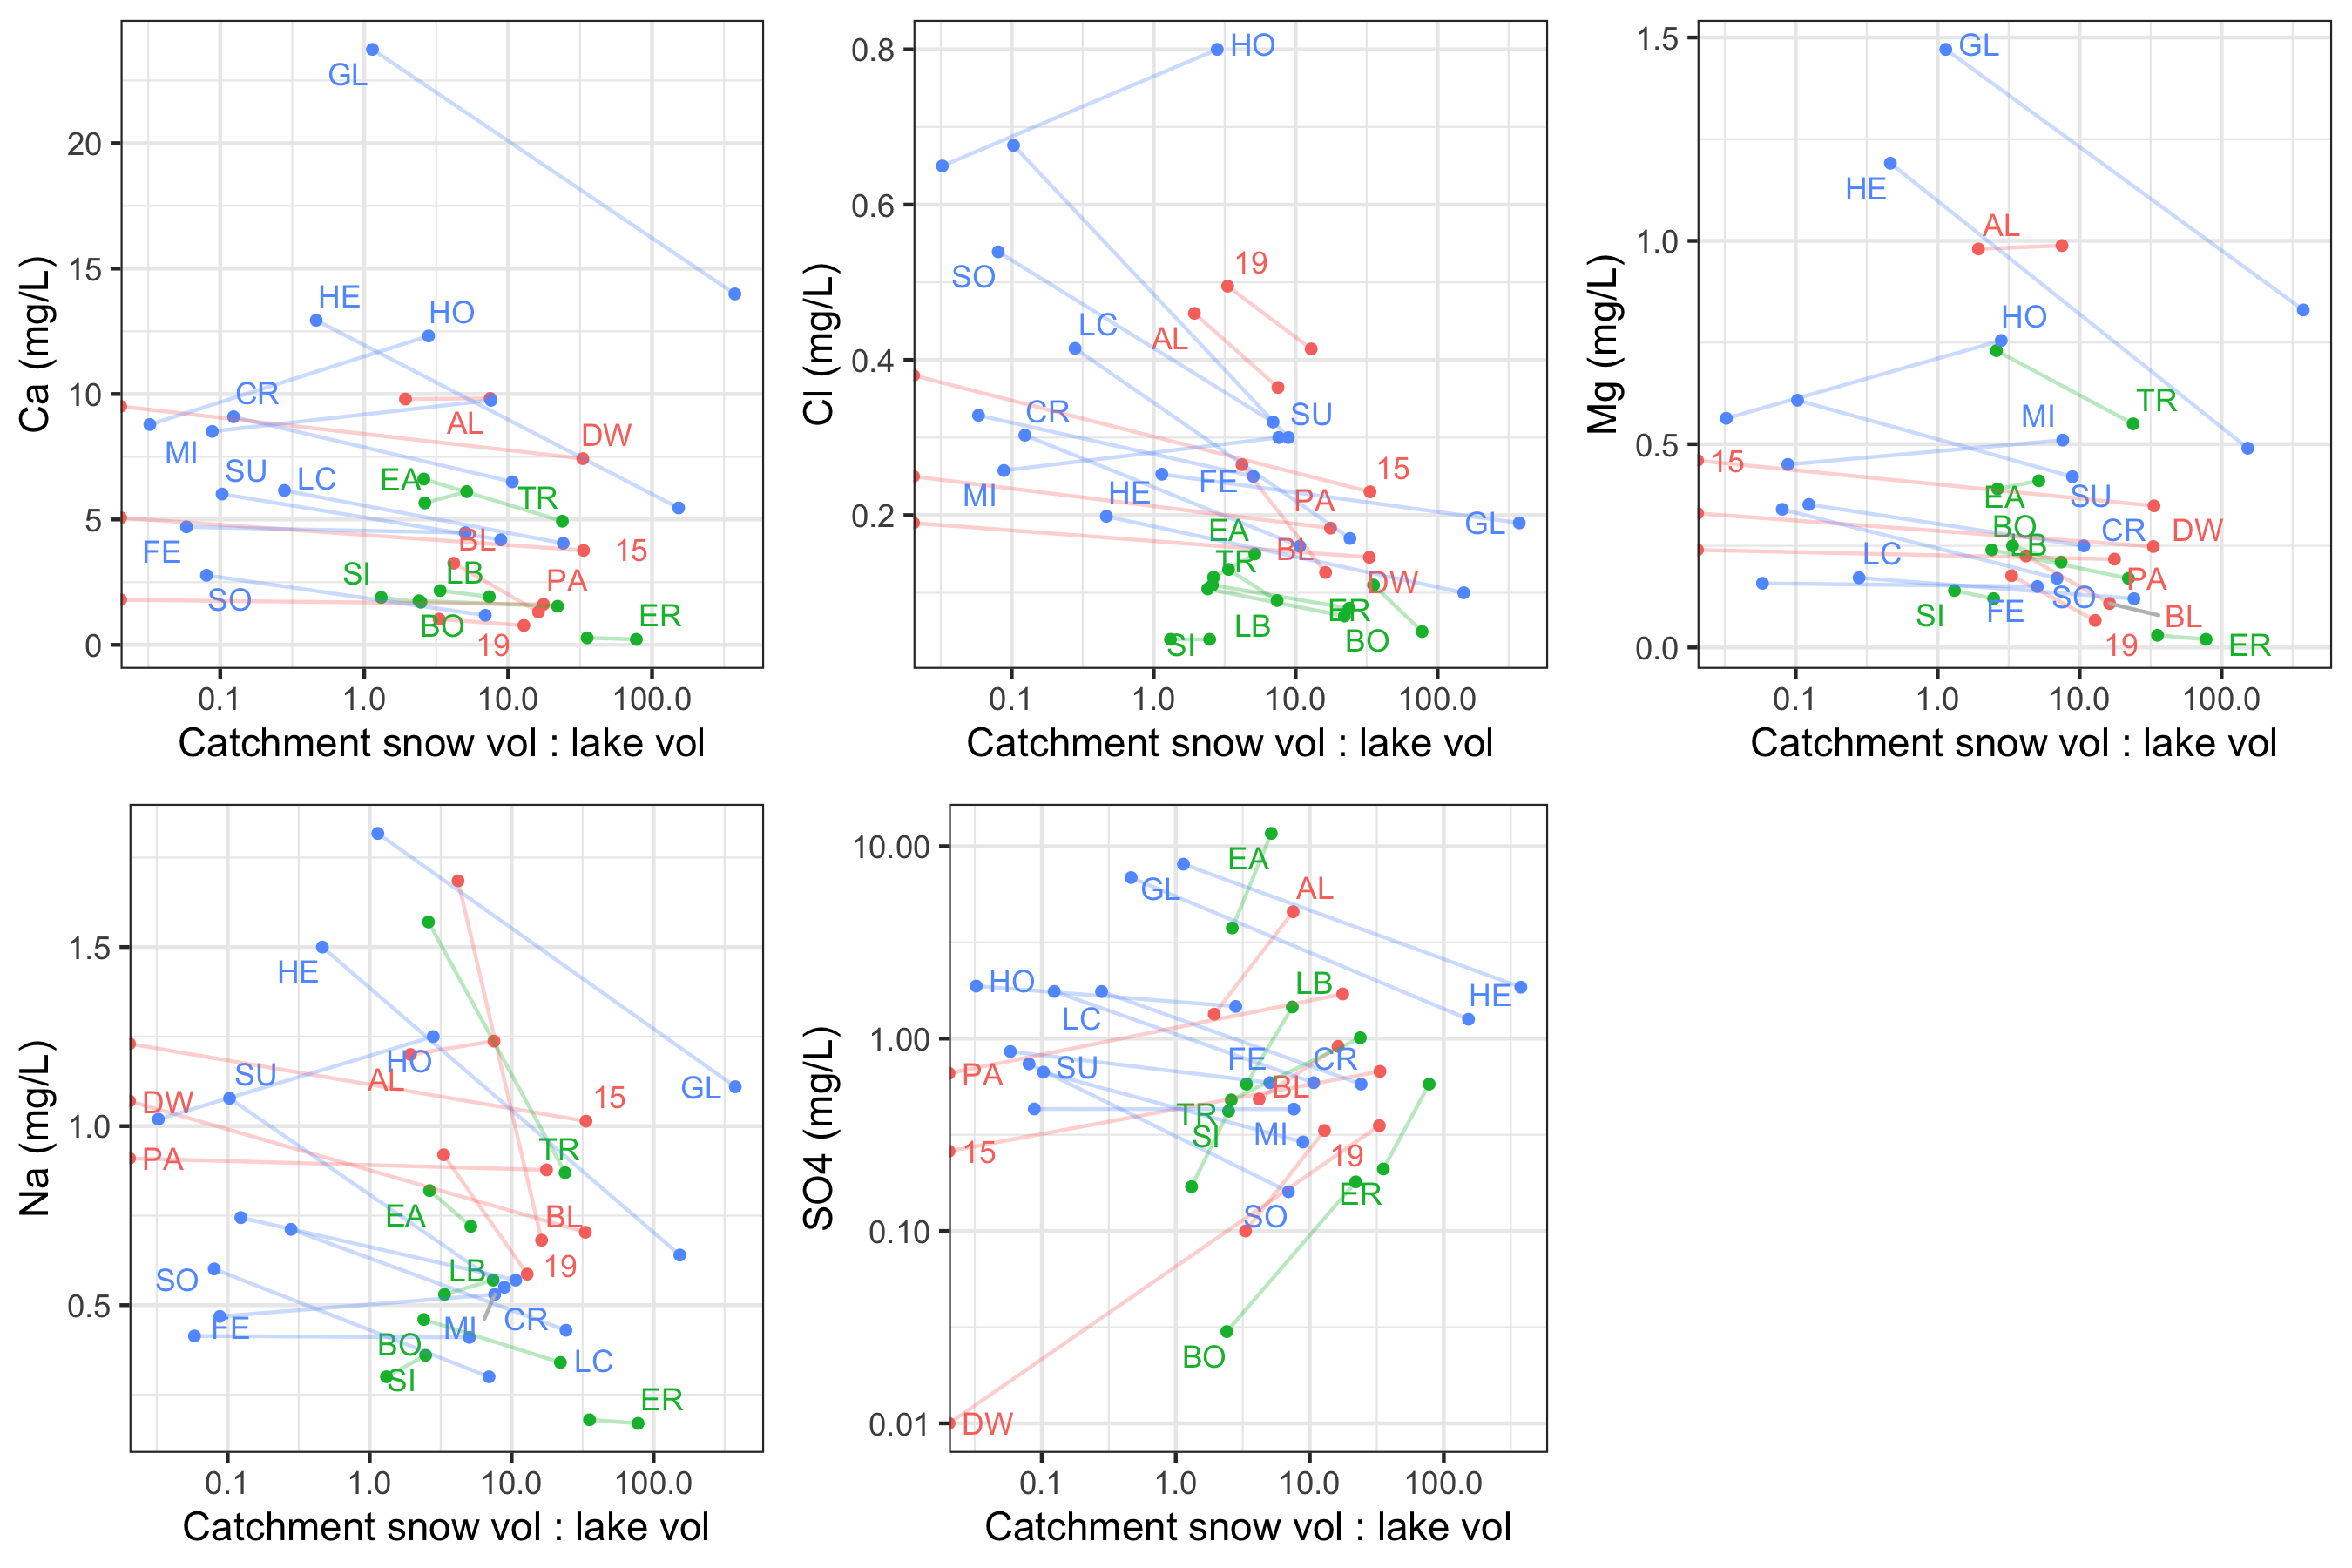 Ca (mg/L)
20
15
10
5
0
GL
HE
HO
CR
AL
DW
MI
SU
LC
EA
TR
FE
BL
15
SI
LB
PA
SO
BO
ER
19
0.1 1.0 10.0 100.0
Catchment snow vol : lake vol
Cl (mg/L)
0.8
0.6
0.4
0.2
HO
19
SO
LC
AL
CR
SU
15
MI
HE
FE
PA
GL
EA
BL
TR
DW
ER
LB
BO
SI
0.1 1.0 10.0 100.0
Catchment snow vol : lake vol
Mg (mg/L)
1.5
1.0
0.5
0.0
GL
HE
AL
HO
TR
MI
15
EA
SU
BO
CR
DW
LB
LC
PA
SO
FE
SI
BL
19
ER
0.1 1.0 10.0 100.0
Catchment snow vol : lake vol
Na (mg/L)
1.5
1.0
0.5
HE
HO
SU
AL
GL
15
DW
TR
PA
EA
BL
LB
19
SO
FE
MI
CR
BO
LC
SI
ER
0.1 1.0 10.0 100.0
Catchment snow vol : lake vol
SO4 (mg/L)
10.00
1.00
0.10
0.01
EA
GL
AL
HO
LB
HE
LC
FE
CR
PA
SU
BL
TR
SI
MI
15
19
ER
SO
BO
DW
0.1 1.0 10.0 100.0
Catchment snow vol : lake vol